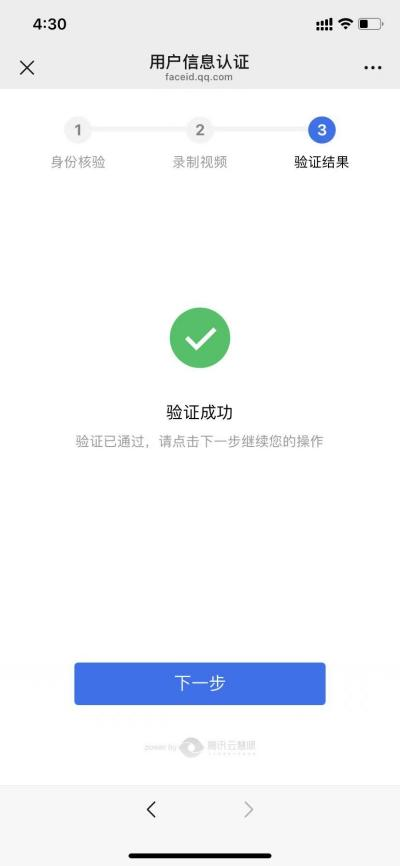 4:30
用户信息认证
faceid.qq.com
1
2
3
身份核验
录制视频
验证结果
验证成功
验证已通过，请点击下一步继续您的操作
下一步
power by 腾讯云慧眼